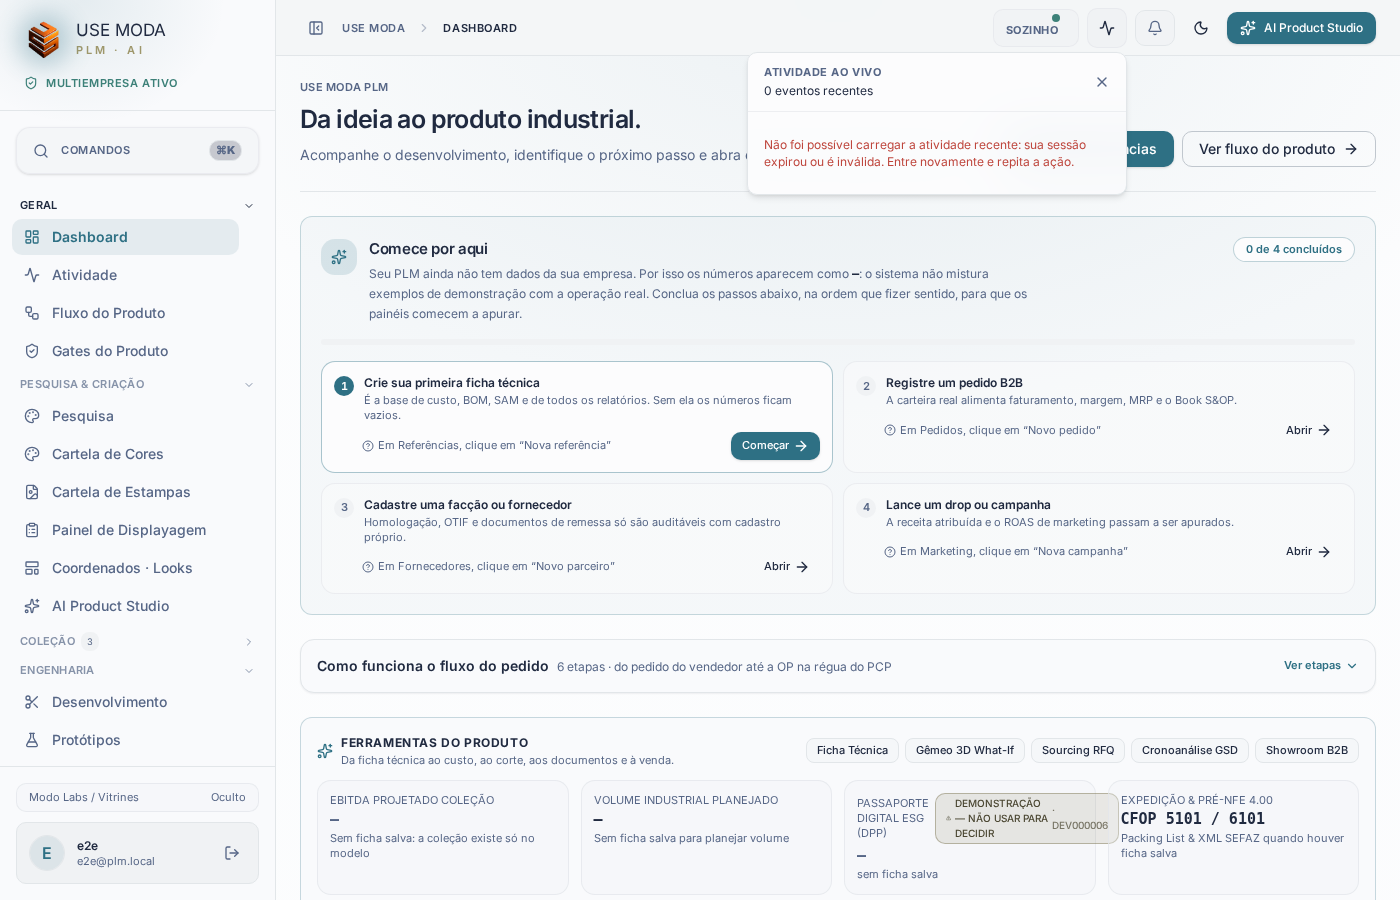 USE MODA
PLM · AI
MULTIEMPRESA ATIVO
COMANDOS
⌘K
GERAL
Dashboard
Atividade
Fluxo do Produto
Gates do Produto
PESQUISA & CRIAÇÃO
Pesquisa
Cartela de Cores
Cartela de Estampas
Painel de Displayagem
Coordenados · Looks
AI Product Studio
COLEÇÃO 3
ENGENHARIA
Desenvolvimento
Protótipos
Modo Labs / Vitrines
Oculto
E
e2e
e2e@plm.local
USE MODA
DASHBOARD
SOZINHO
AI Product Studio
ATIVIDADE AO VIVO
0 eventos recentes
Não foi possível carregar a atividade recente: sua sessão
expirou ou é inválida. Entre novamente e repita a ação.
USE MODA PLM
Da ideia ao produto industrial.
Acompanhe o desenvolvimento, identifique o próximo passo e abra
ncias
Ver fluxo do produto
Comece por aqui
0 de 4 concluídos
Seu PLM ainda não tem dados da sua empresa. Por isso os números aparecem como —: o sistema não mistura
exemplos de demonstração com a operação real. Conclua os passos abaixo, na ordem que fizer sentido, para que os
painéis comecem a apurar.
1
Crie sua primeira ficha técnica
É a base de custo, BOM, SAM e de todos os relatórios. Sem ela os números ficam
vazios.
Em Referências, clique em “Nova referência”
Começar
2
Registre um pedido B2B
A carteira real alimenta faturamento, margem, MRP e o Book S&OP.
Em Pedidos, clique em “Novo pedido”
Abrir
3
Cadastre uma facção ou fornecedor
Homologação, OTIF e documentos de remessa só são auditáveis com cadastro
próprio.
Em Fornecedores, clique em “Novo parceiro”
Abrir
4
Lance um drop ou campanha
A receita atribuída e o ROAS de marketing passam a ser apurados.
Em Marketing, clique em “Nova campanha”
Abrir
Como funciona o fluxo do pedido
6 etapas · do pedido do vendedor até a OP na régua do PCP
Ver etapas
FERRAMENTAS DO PRODUTO
Da ficha técnica ao custo, ao corte, aos documentos e à venda.
Ficha Técnica
Gêmeo 3D What-If
Sourcing RFQ
Cronoanálise GSD
Showroom B2B
EBITDA PROJETADO COLEÇÃO
—
Sem ficha salva: a coleção existe só no
modelo
VOLUME INDUSTRIAL PLANEJADO
—
Sem ficha salva para planejar volume
PASSAPORTE
DIGITAL ESG
(DPP)
DEMONSTRAÇÃO
— NÃO USAR PARA
DECIDIR
· DEV000006
—
sem ficha salva
EXPEDIÇÃO & PRÉ-NFE 4.00
CFOP 5101 / 6101
Packing List & XML SEFAZ quando houver
ficha salva